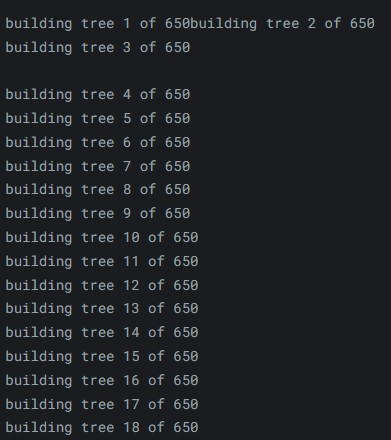 building tree 1 of 650building tree 2 of 650
building tree 3 of 650

building tree 4 of 650
building tree 5 of 650
building tree 6 of 650
building tree 7 of 650
building tree 8 of 650
building tree 9 of 650
building tree 10 of 650
building tree 11 of 650
building tree 12 of 650
building tree 13 of 650
building tree 14 of 650
building tree 15 of 650
building tree 16 of 650
building tree 17 of 650
building tree 18 of 650